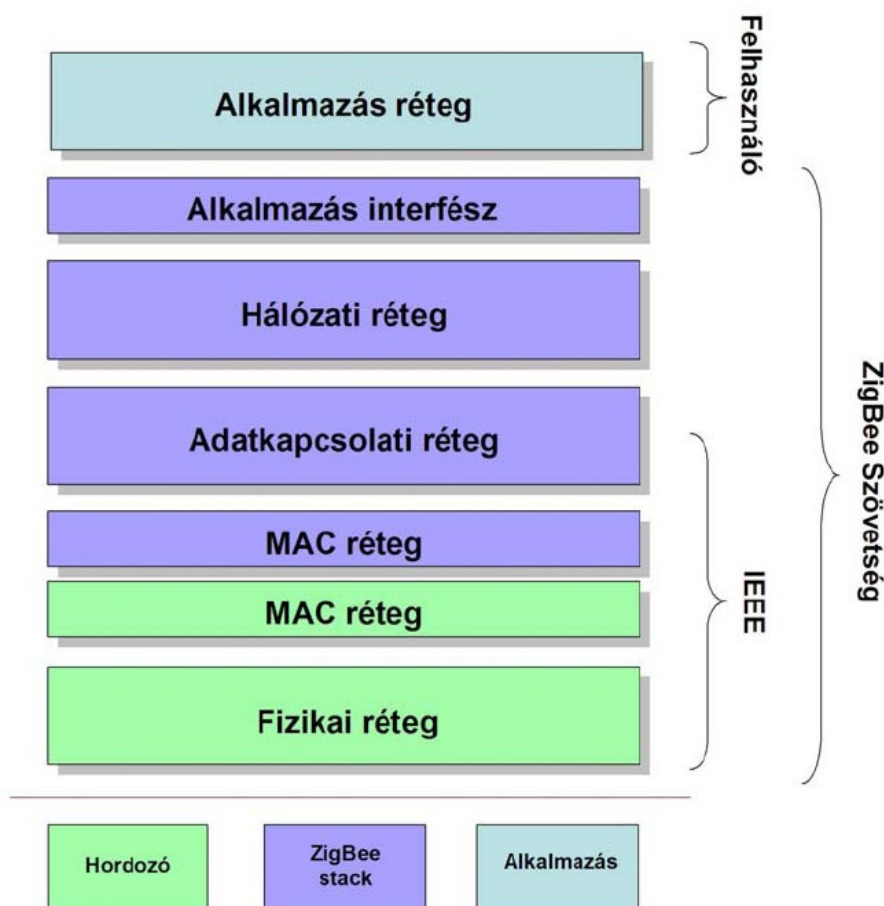 Alkalmazás réteg
Felhasználó
Alkalmazás interfész
Hálózati réteg
Adatkapcsolati réteg
MAC réteg
MAC réteg
Fizikai réteg
IEEE
ZigBee Szövetség
Hordozó
ZigBee
stack
Alkalmazás